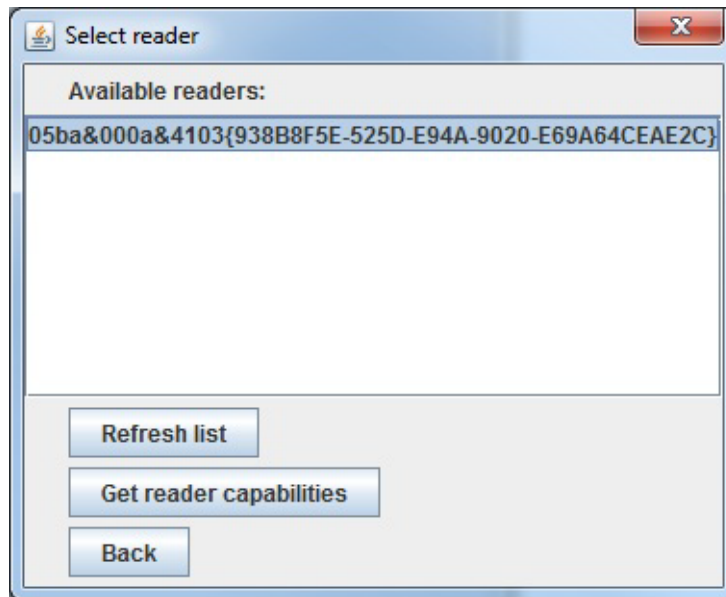 Select reader
Available readers:
05ba&000a&4103{938B8F5E-525D-E94A-9020-E69A64CEAE2C}
Refresh list
Get reader capabilities
Back